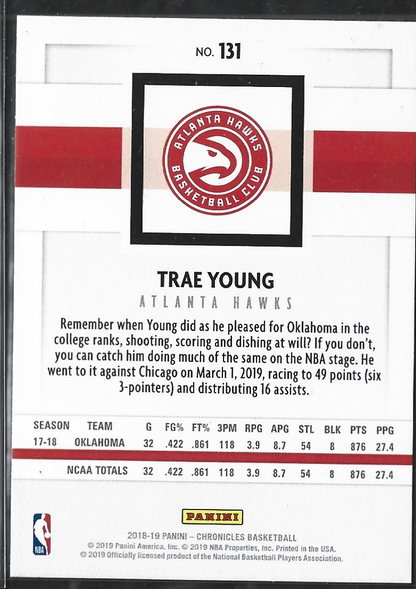 NO. 131
ATLANTA HAWKS
BASKETBALL CLUB
TRAE YOUNG
ATLANTA HAWKS
Remember when Young did as he pleased for Oklahoma in the
college ranks, shooting, scoring and dishing at will? If you don't,
you can catch him doing much of the same on the NBA stage. He
went to it against Chicago on March 1, 2019, racing to 49 points (six
3-pointers) and distributing 16 assists.
SEASON TEAM G FG% FT% 3PM RPG APG STL BLK PTS PPG
17-18 OKLAHOMA 32 .422 .861 118 3.9 8.7 54 8 876 27.4
NCAA TOTALS 32 .422 .861 118 3.9 8.7 54 8 876 27.4
PANINI
NBA
2018-19 PANINI – CHRONICLES BASKETBALL
© 2019 Panini America, Inc. © 2019 NBA Properties, Inc. Printed in the USA.
© 2019 Officially licensed product of the National Basketball Players Association.